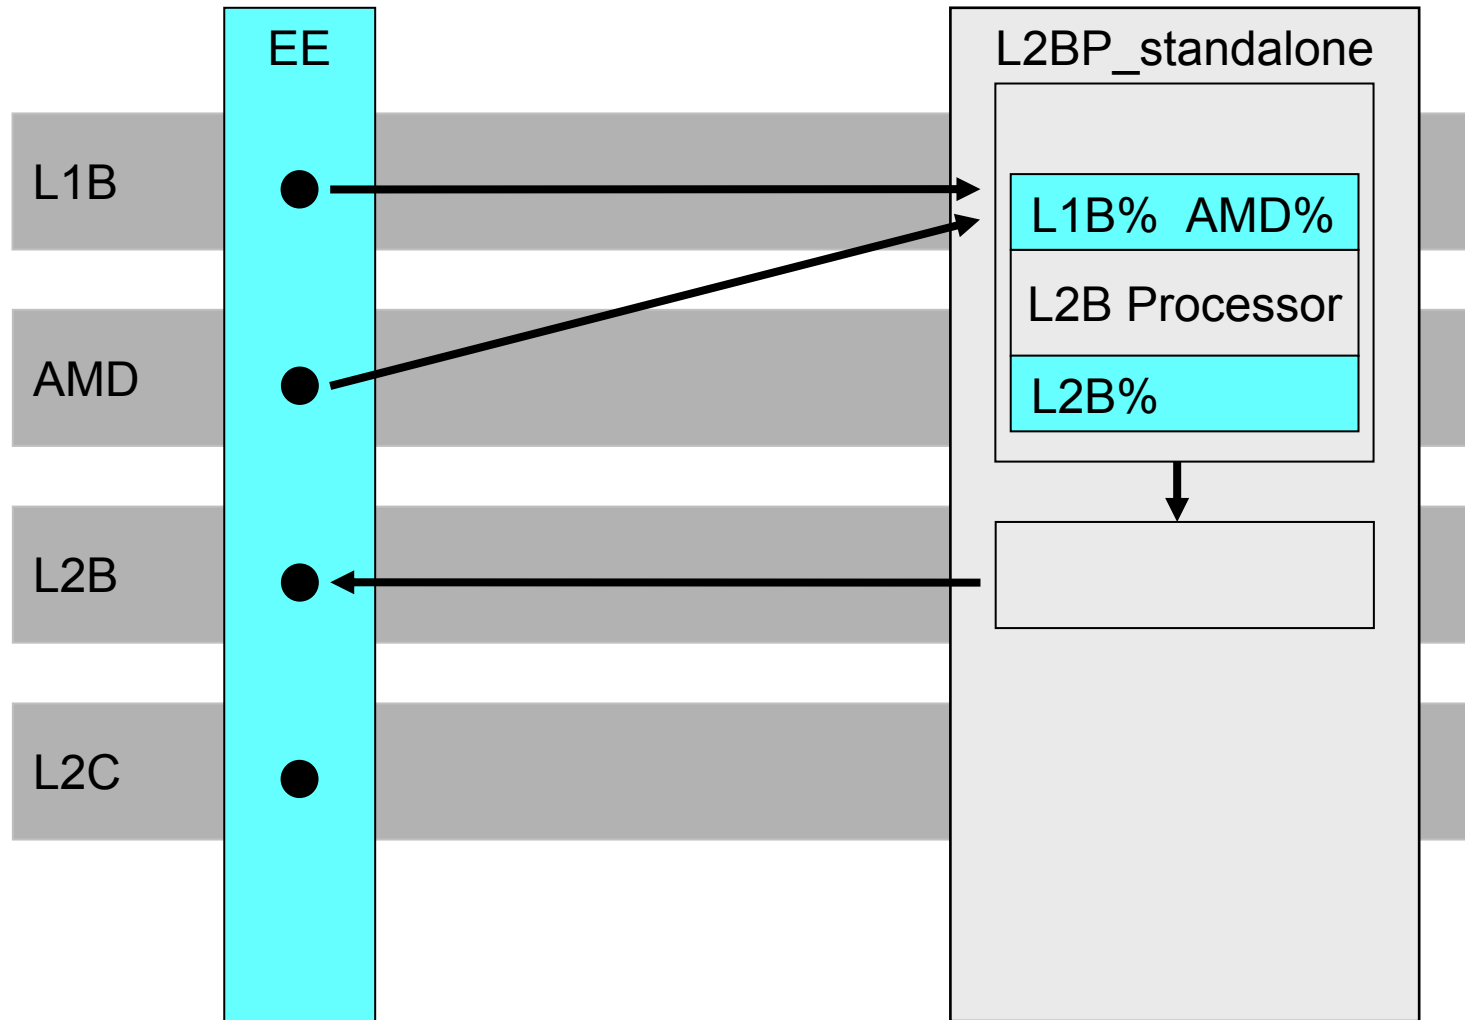 EE
L2BP_standalone
L1B
L1B% AMD%
L2B Processor
AMD
L2B%
L2B
L2C